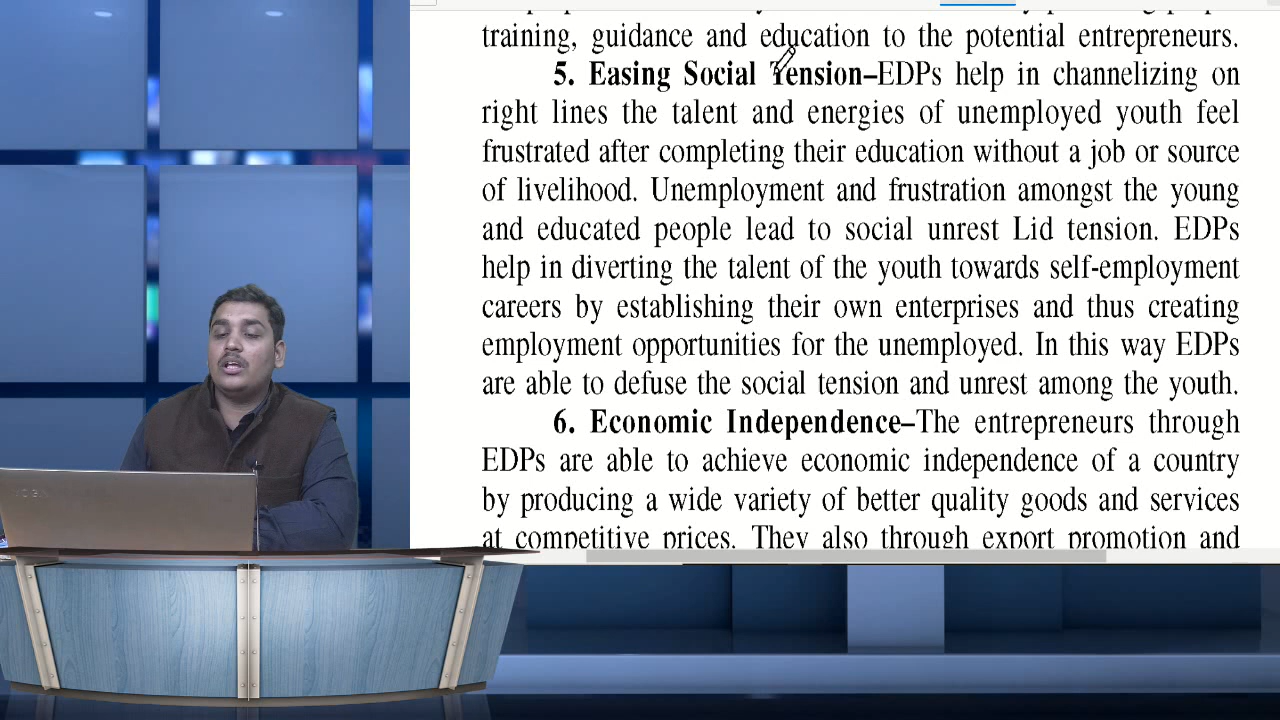 training, guidance and education to the potential entrepreneurs.
5. Easing Social Tension–EDPs help in channelizing on
right lines the talent and energies of unemployed youth feel
frustrated after completing their education without a job or source
of livelihood. Unemployment and frustration amongst the young
and educated people lead to social unrest Lid tension. EDPs
help in diverting the talent of the youth towards self-employment
careers by establishing their own enterprises and thus creating
employment opportunities for the unemployed. In this way EDPs
are able to defuse the social tension and unrest among the youth.
6. Economic Independence–The entrepreneurs through
EDPs are able to achieve economic independence of a country
by producing a wide variety of better quality goods and services
at competitive prices. They also through export promotion and